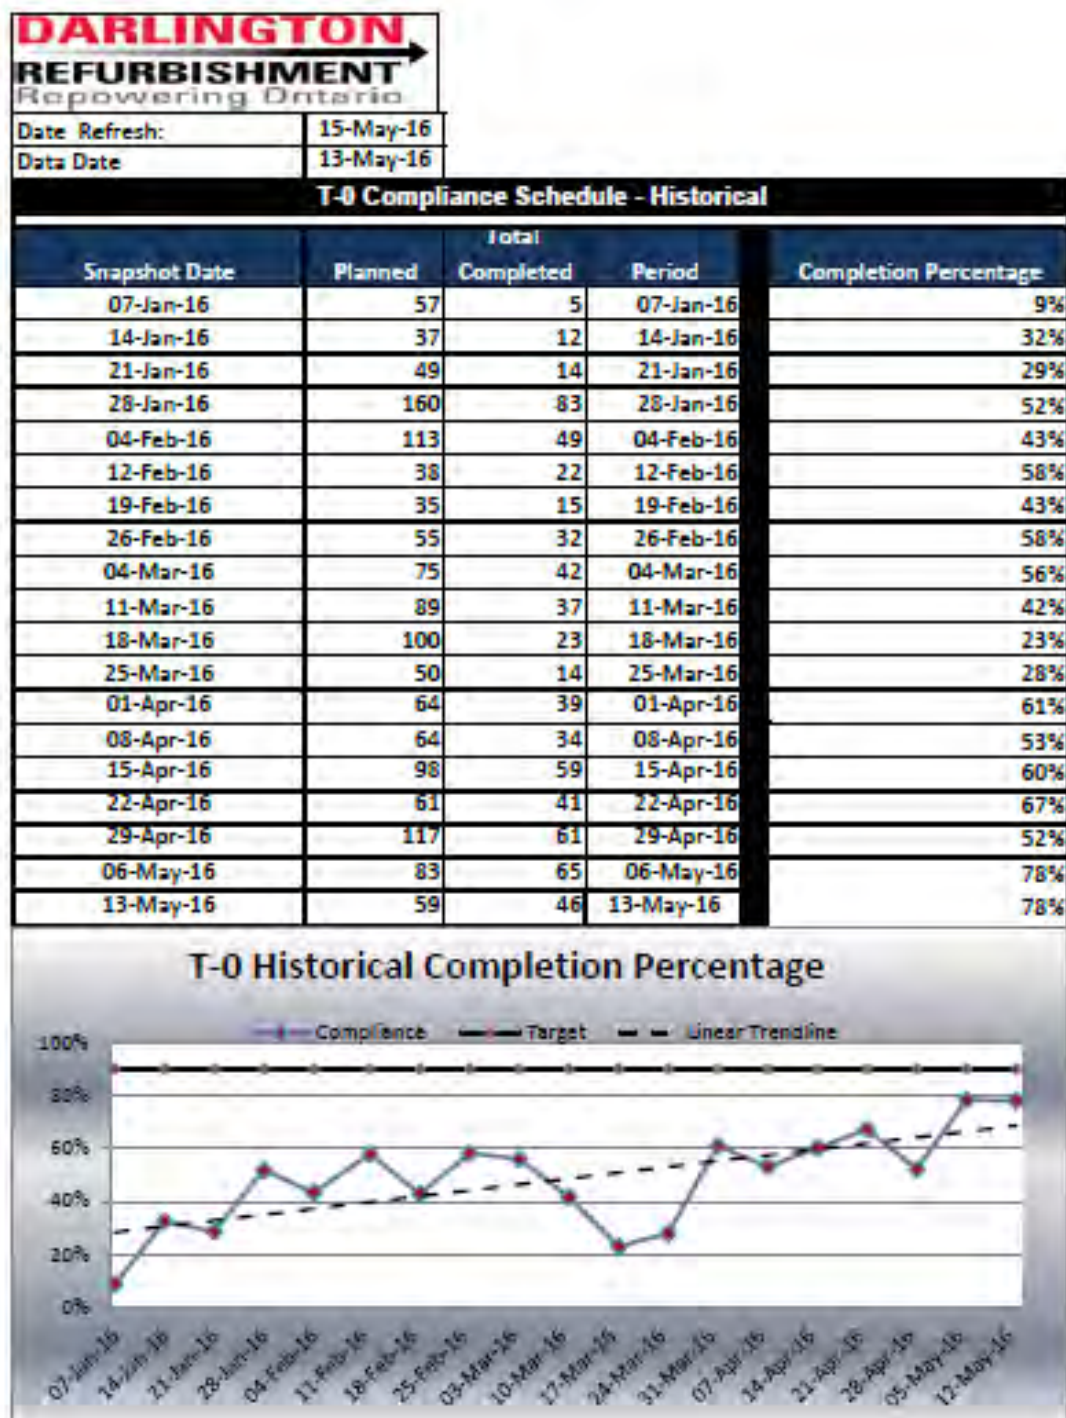 DARLINGTON
REFURBISHMENT
Repowering Ontario
Date Refresh: 15-May-16
Data Date 13-May-16
T-0 Compliance Schedule - Historical
Total
Snapshot Date Planned Completed Period Completion Percentage
07-Jan-16 57 5 07-Jan-16 9%
14-Jan-16 37 12 14-Jan-16 32%
21-Jan-16 49 14 21-Jan-16 29%
28-Jan-16 160 83 28-Jan-16 52%
04-Feb-16 113 49 04-Feb-16 43%
12-Feb-16 38 22 12-Feb-16 58%
19-Feb-16 35 15 19-Feb-16 43%
26-Feb-16 55 32 26-Feb-16 58%
04-Mar-16 75 42 04-Mar-16 56%
11-Mar-16 89 37 11-Mar-16 42%
18-Mar-16 100 23 18-Mar-16 23%
25-Mar-16 50 14 25-Mar-16 28%
01-Apr-16 64 39 01-Apr-16 61%
08-Apr-16 64 34 08-Apr-16 53%
15-Apr-16 98 59 15-Apr-16 60%
22-Apr-16 61 41 22-Apr-16 67%
29-Apr-16 117 61 29-Apr-16 52%
06-May-16 83 65 06-May-16 78%
13-May-16 59 46 13-May-16 78%
T-0 Historical Completion Percentage
Compliance Target Linear Trendline
100%
80%
60%
40%
20%
0%
07-Jan-16 14-Jan-16 21-Jan-16 28-Jan-16 04-Feb-16 11-Feb-16 18-Feb-16 25-Feb-16 03-Mar-16 10-Mar-16 17-Mar-16 24-Mar-16 31-Mar-16 07-Apr-16 14-Apr-16 21-Apr-16 28-Apr-16 05-May-16 12-May-16